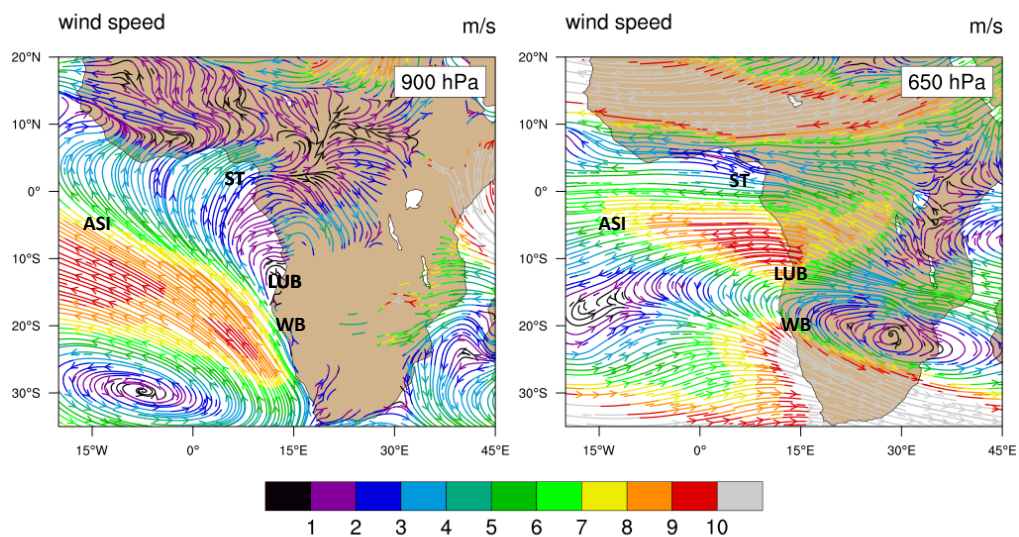 wind speed m/s
900 hPa
20°N
10°N
0°
10°S
20°S
30°S
15°W 0° 15°E 30°E 45°E
ST
ASI
LUB
WB
wind speed m/s
650 hPa
20°N
10°N
0°
10°S
20°S
30°S
15°W 0° 15°E 30°E 45°E
ST
ASI
LUB
WB
1 2 3 4 5 6 7 8 9 10